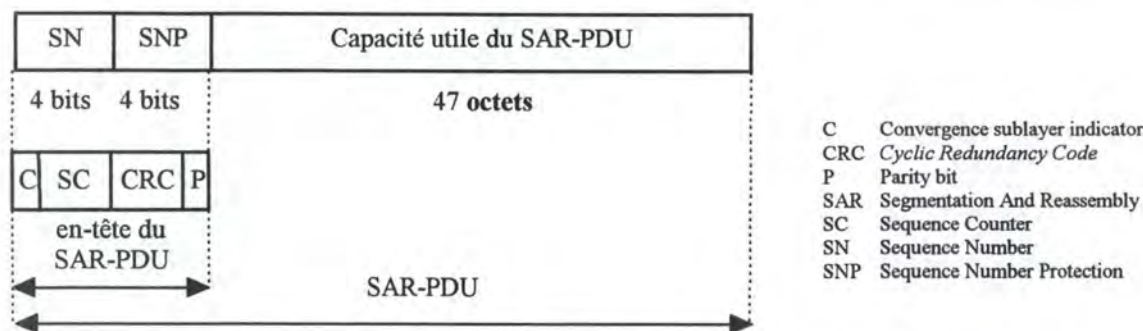 SN SNP Capacité utile du SAR-PDU
4 bits 4 bits 47 octets
C SC CRC P
en-tête du
SAR-PDU
SAR-PDU
C Convergence sublayer indicator
CRC Cyclic Redundancy Code
P Parity bit
SAR Segmentation And Reassembly
SC Sequence Counter
SN Sequence Number
SNP Sequence Number Protection